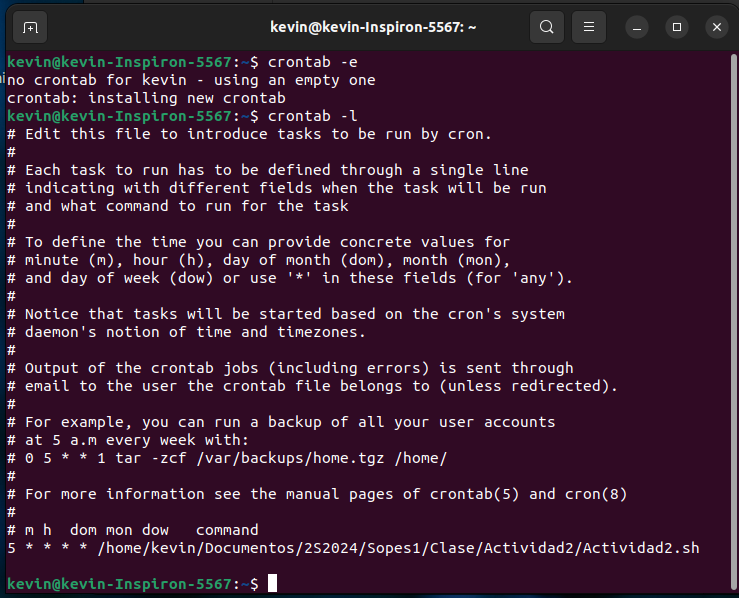 kevin@kevin-Inspiron-5567: ~
kevin@kevin-Inspiron-5567:~$ crontab -e
no crontab for kevin - using an empty one
crontab: installing new crontab
kevin@kevin-Inspiron-5567:~$ crontab -l
# Edit this file to introduce tasks to be run by cron.
#
# Each task to run has to be defined through a single line
# indicating with different fields when the task will be run
# and what command to run for the task
#
# To define the time you can provide concrete values for
# minute (m), hour (h), day of month (dom), month (mon),
# and day of week (dow) or use '*' in these fields (for 'any').
#
# Notice that tasks will be started based on the cron's system
# daemon's notion of time and timezones.
#
# Output of the crontab jobs (including errors) is sent through
# email to the user the crontab file belongs to (unless redirected).
#
# For example, you can run a backup of all your user accounts
# at 5 a.m every week with:
# 0 5 * * 1 tar -zcf /var/backups/home.tgz /home/
#
# For more information see the manual pages of crontab(5) and cron(8)
#
# m h  dom mon dow   command
5 * * * * /home/kevin/Documentos/2S2024/Sopes1/Clase/Actividad2/Actividad2.sh
kevin@kevin-Inspiron-5567:~$